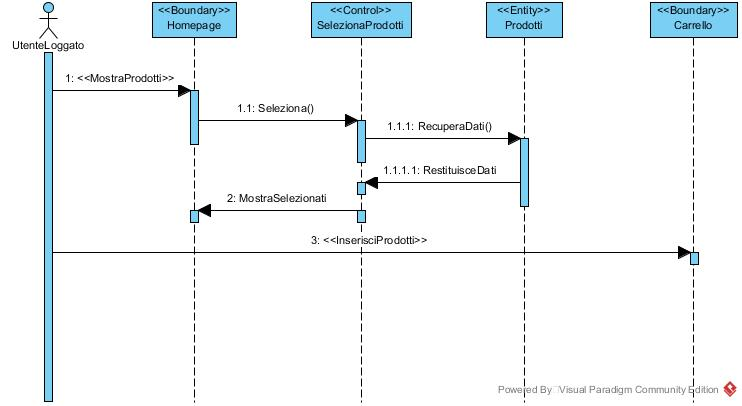 <<Boundary>>
Homepage
<<Control>>
SelezionaProdotti
<<Entity>>
Prodotti
<<Boundary>>
Carrello
UtenteLoggato
1: <<MostraProdotti>>
1.1: Seleziona()
1.1.1: RecuperaDati()
1.1.1.1: RestituisceDati
2: MostraSelezionati
3: <<InserisciProdotti>>
Powered By Visual Paradigm Community Edition